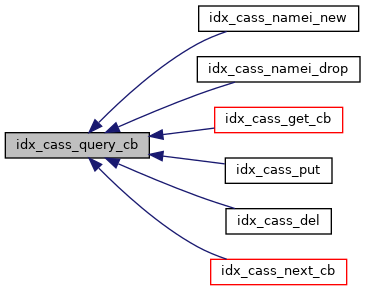 idx_cass_namei_new
idx_cass_namei_drop
idx_cass_get_cb
idx_cass_query_cb
idx_cass_put
idx_cass_del
idx_cass_next_cb